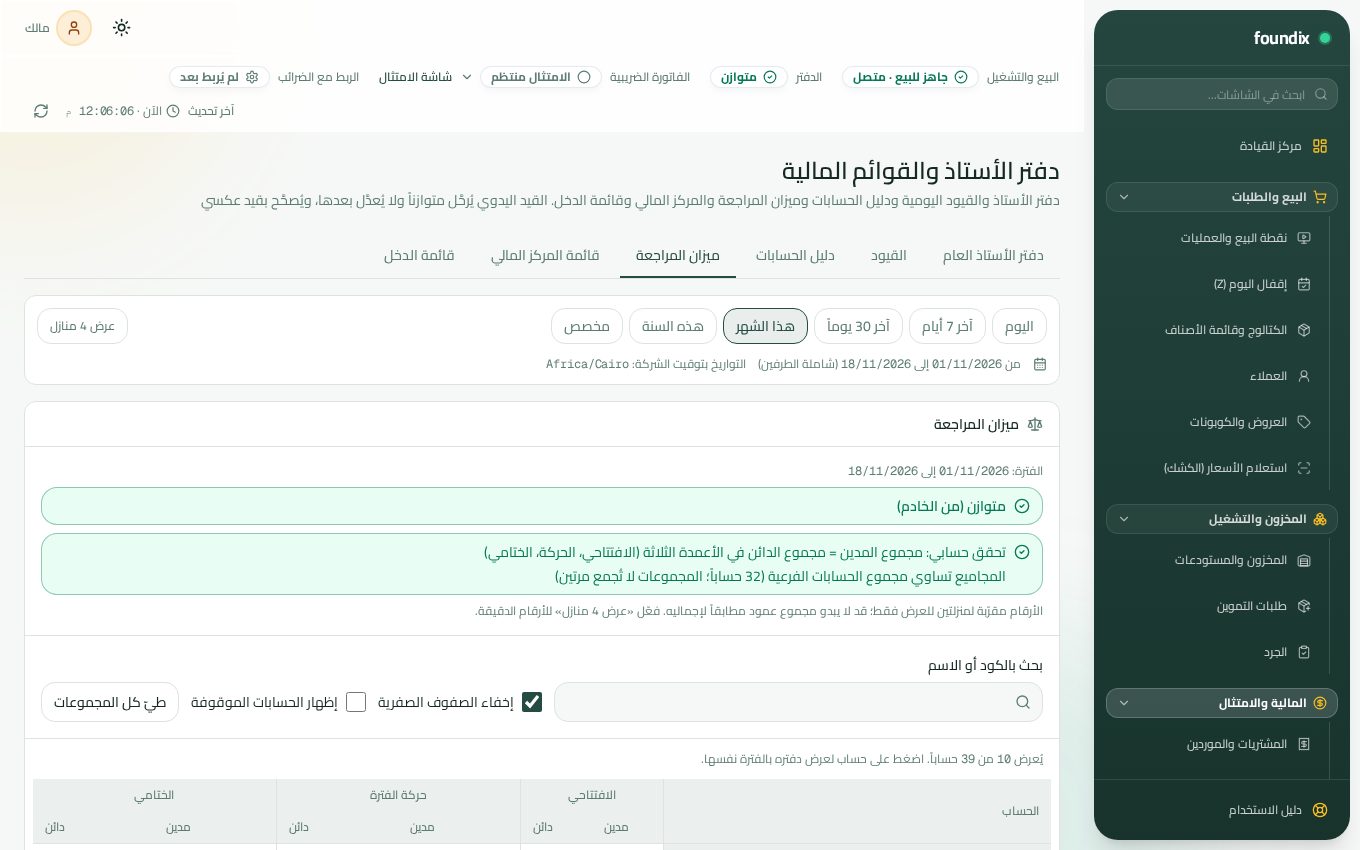 foundix
ابحث في الشاشات...
مركز القيادة
البيع والطلبات
نقطة البيع والعمليات
إقفال اليوم (Z)
الكتالوج وقائمة الأصناف
العملاء
العروض والكوبونات
استعلام الأسعار (الكشك)
المخزون والتشغيل
المخزون والمستودعات
طلبات التموين
الجرد
المالية والامتثال
المشتريات والموردين
دليل الاستخدام
مالك
البيع والتشغيل جاهز للبيع · متصل الدفتر متوازن الفاتورة الضريبية الامتثال منتظم شاشة الامتثال الربط مع الضرائب لم يُربط بعد
آخر تحديث الآن · 12:06:06 م
دفتر الأستاذ والقوائم المالية
دفتر الأستاذ والقيود اليومية ودليل الحسابات وميزان المراجعة والمركز المالي وقائمة الدخل. القيد اليدوي يُرحَّل متوازناً ولا يُعدَّل بعدها، ويُصحَّح بقيد عكسي
دفتر الأستاذ العام القيود دليل الحسابات ميزان المراجعة قائمة المركز المالي قائمة الدخل
اليوم آخر 7 أيام آخر 30 يوماً هذا الشهر هذه السنة مخصص عرض 4 منازل
من 01/11/2026 إلى 18/11/2026 (شاملة الطرفين) التواريخ بتوقيت الشركة: Africa/Cairo
ميزان المراجعة
الفترة: 01/11/2026 إلى 18/11/2026
متوازن (من الخادم)
تحقق حسابي: مجموع المدين = مجموع الدائن في الأعمدة الثلاثة (الافتتاحي، الحركة، الختامي)
المجاميع تساوي مجموع الحسابات الفرعية (32 حساباً؛ المجموعات لا تُجمع مرتين)
الأرقام مقرّبة لمنزلتين للعرض فقط؛ قد لا يبدو مجموع عمود مطابقاً لإجماليه. فعّل «عرض 4 منازل» للأرقام الدقيقة.
بحث بالكود أو الاسم
إخفاء الصفوف الصفرية إظهار الحسابات الموقوفة طيّ كل المجموعات
يُعرض 10 من 39 حساباً. اضغط على حساب لعرض دفتره بالفترة نفسها.
الحساب الافتتاحي حركة الفترة الختامي
مدين دائن مدين دائن مدين دائن